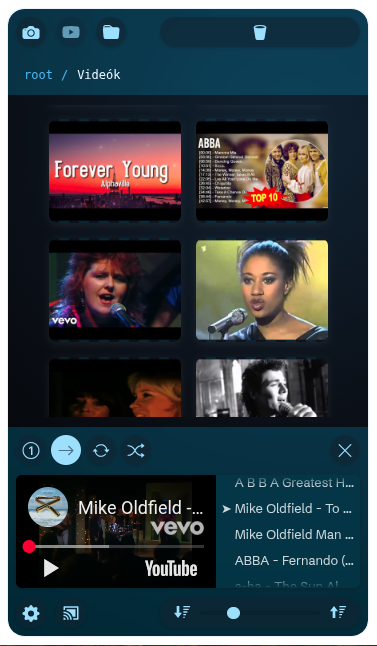 root / Videók
Forever Young
Alphaville
ABBA
TOP 10
vevo
1
A B B A Greatest H...
Mike Oldfield -...
vevo
➤ Mike Oldfield - To ...
Mike Oldfield Man ...
ABBA - Fernando (...
a-ha - The Sun Al...
YouTube